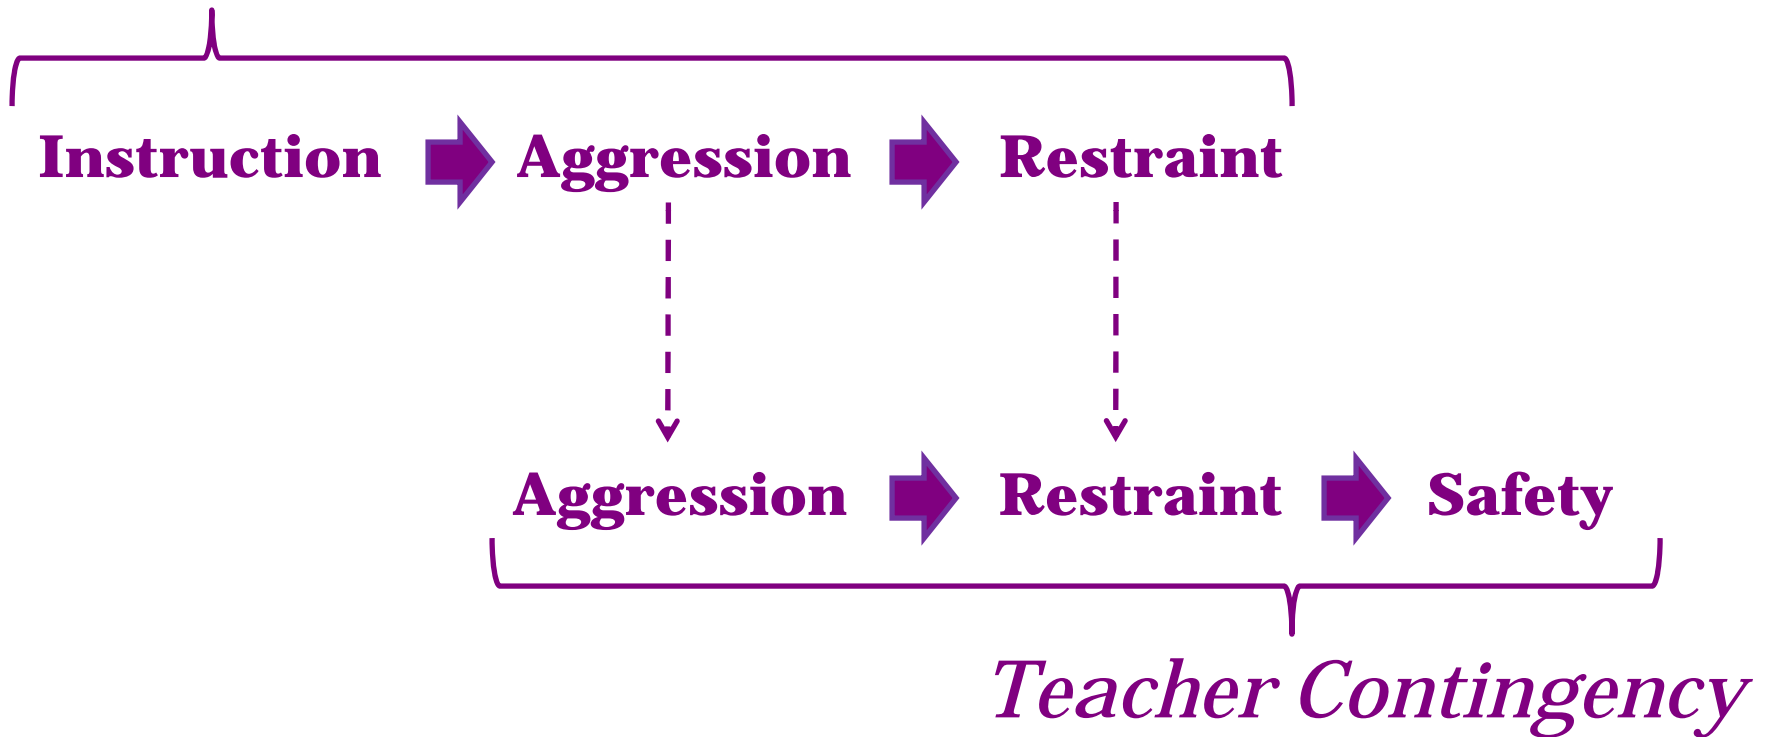 Instruction Aggression Restraint
Aggression Restraint Safety
Teacher Contingency